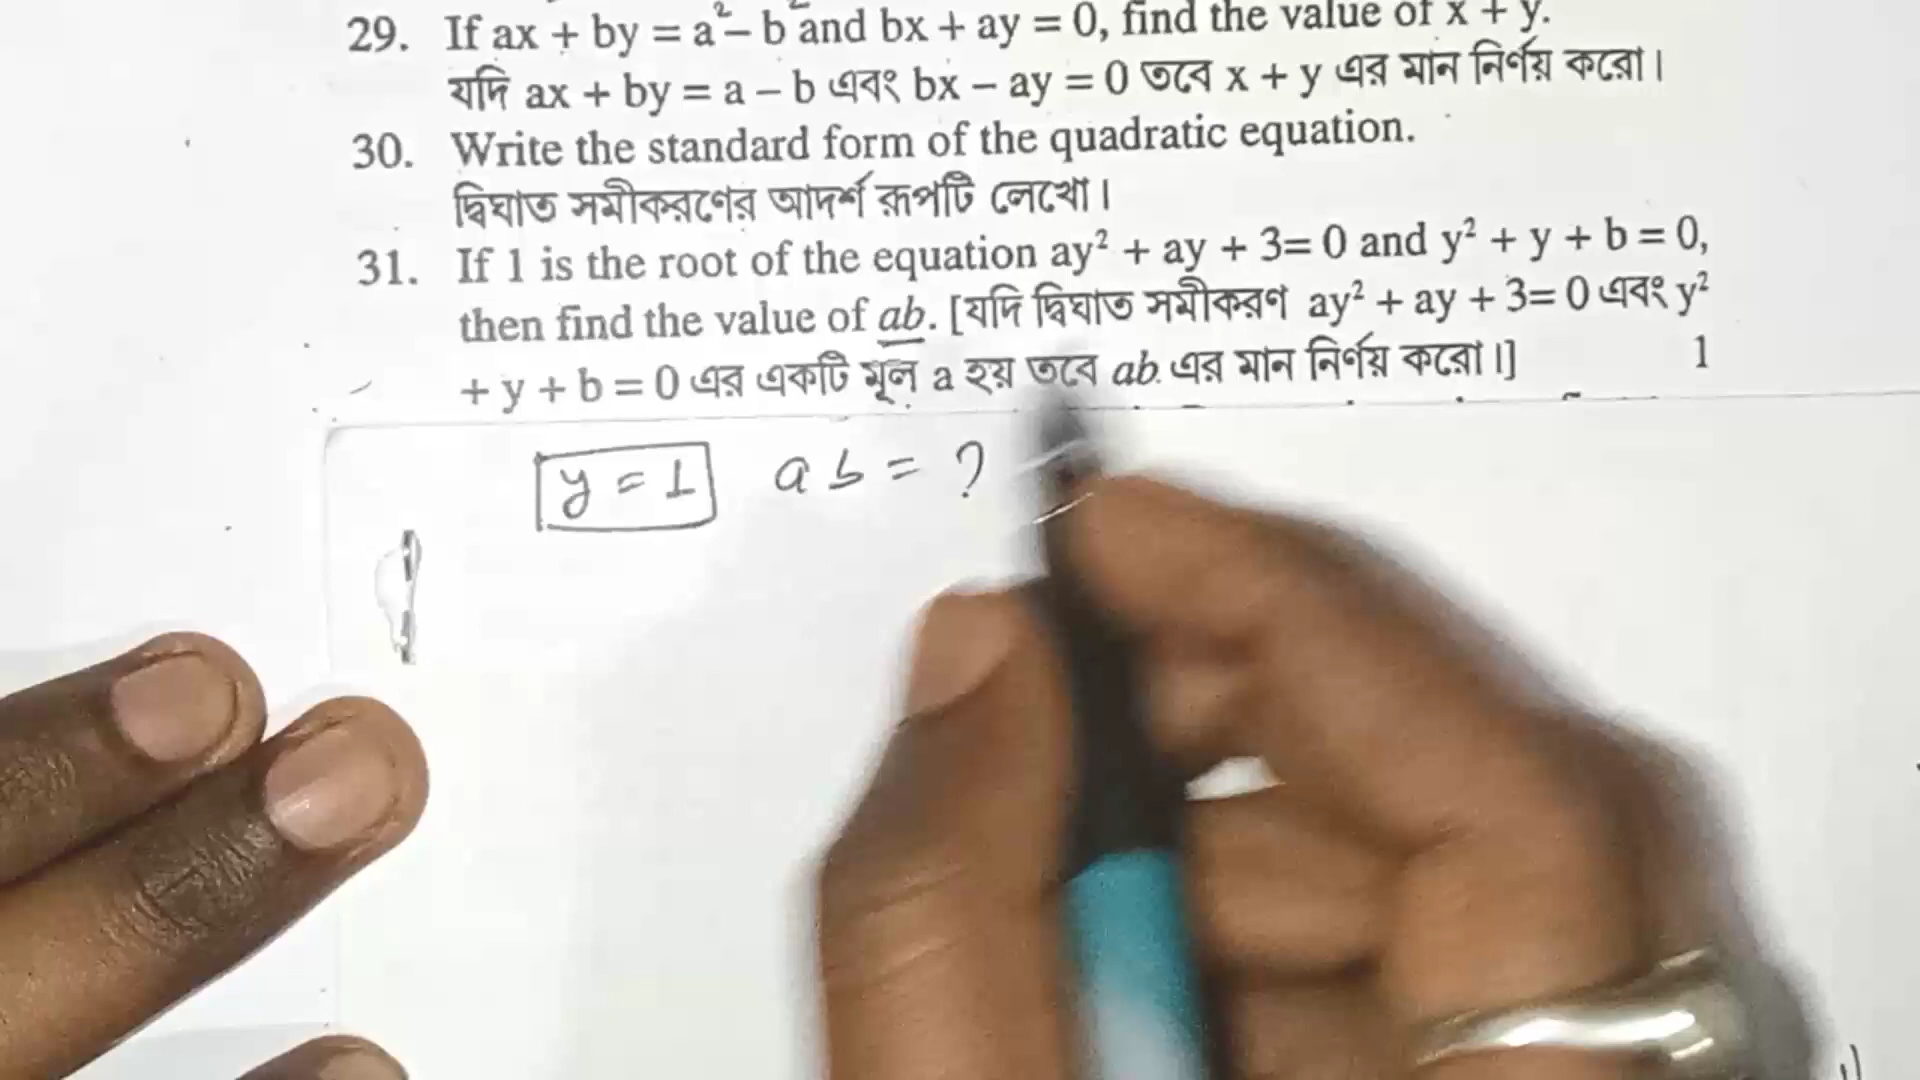 29. If ax + by = a² – b² and bx + ay = 0, find the value of x + y.
যদি ax + by = a – b এবং bx – ay = 0 তবে x + y এর মান নির্ণয় করো।
30. Write the standard form of the quadratic equation.
দ্বিঘাত সমীকরণের আদর্শ রূপটি লেখো।
31. If 1 is the root of the equation ay² + ay + 3= 0 and y² + y + b = 0,
then find the value of ab. [যদি দ্বিঘাত সমীকরণ ay² + ay + 3= 0 এবং y²
+ y + b = 0 এর একটি মূল a হয় তবে ab এর মান নির্ণয় করো।] 1
y = 1 ab = ?